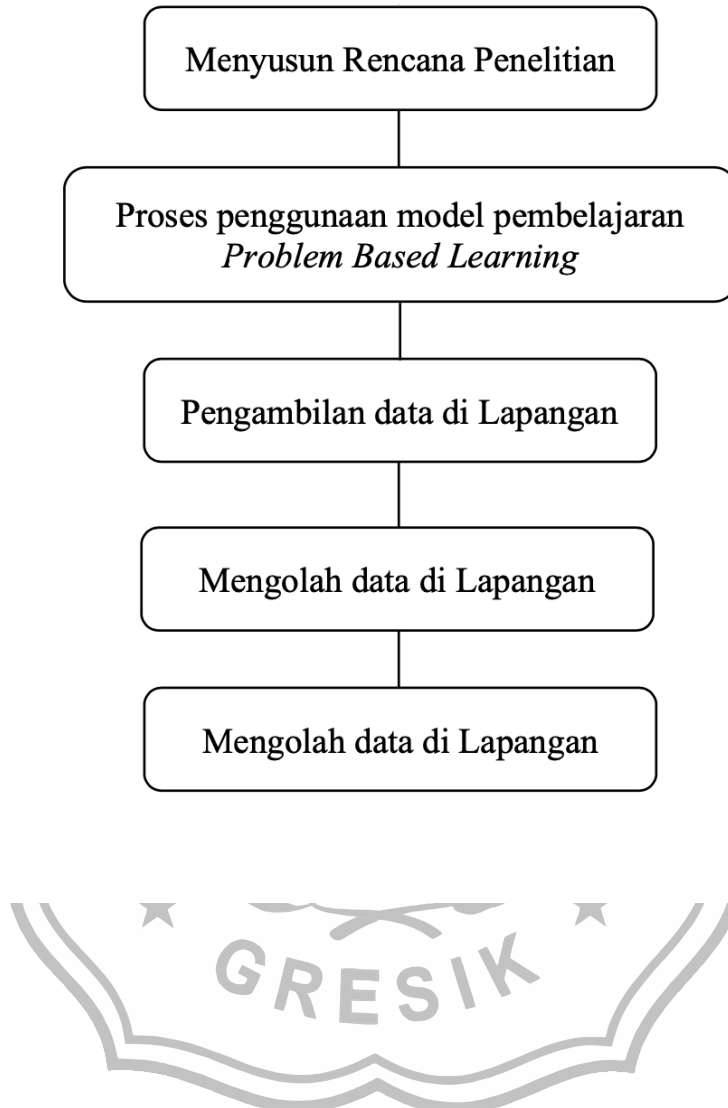 Menyusun Rencana Penelitian
Proses penggunaan model pembelajaran
Problem Based Learning
Pengambilan data di Lapangan
Mengolah data di Lapangan
Mengolah data di Lapangan
GRESIK